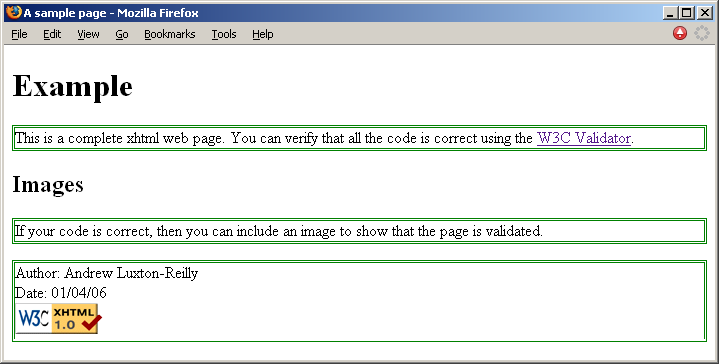 A sample page - Mozilla Firefox
File Edit View Go Bookmarks Tools Help
Example
This is a complete xhtml web page. You can verify that all the code is correct using the W3C Validator.
Images
If your code is correct, then you can include an image to show that the page is validated.
Author: Andrew Luxton-Reilly
Date: 01/04/06
W3C XHTML 1.0